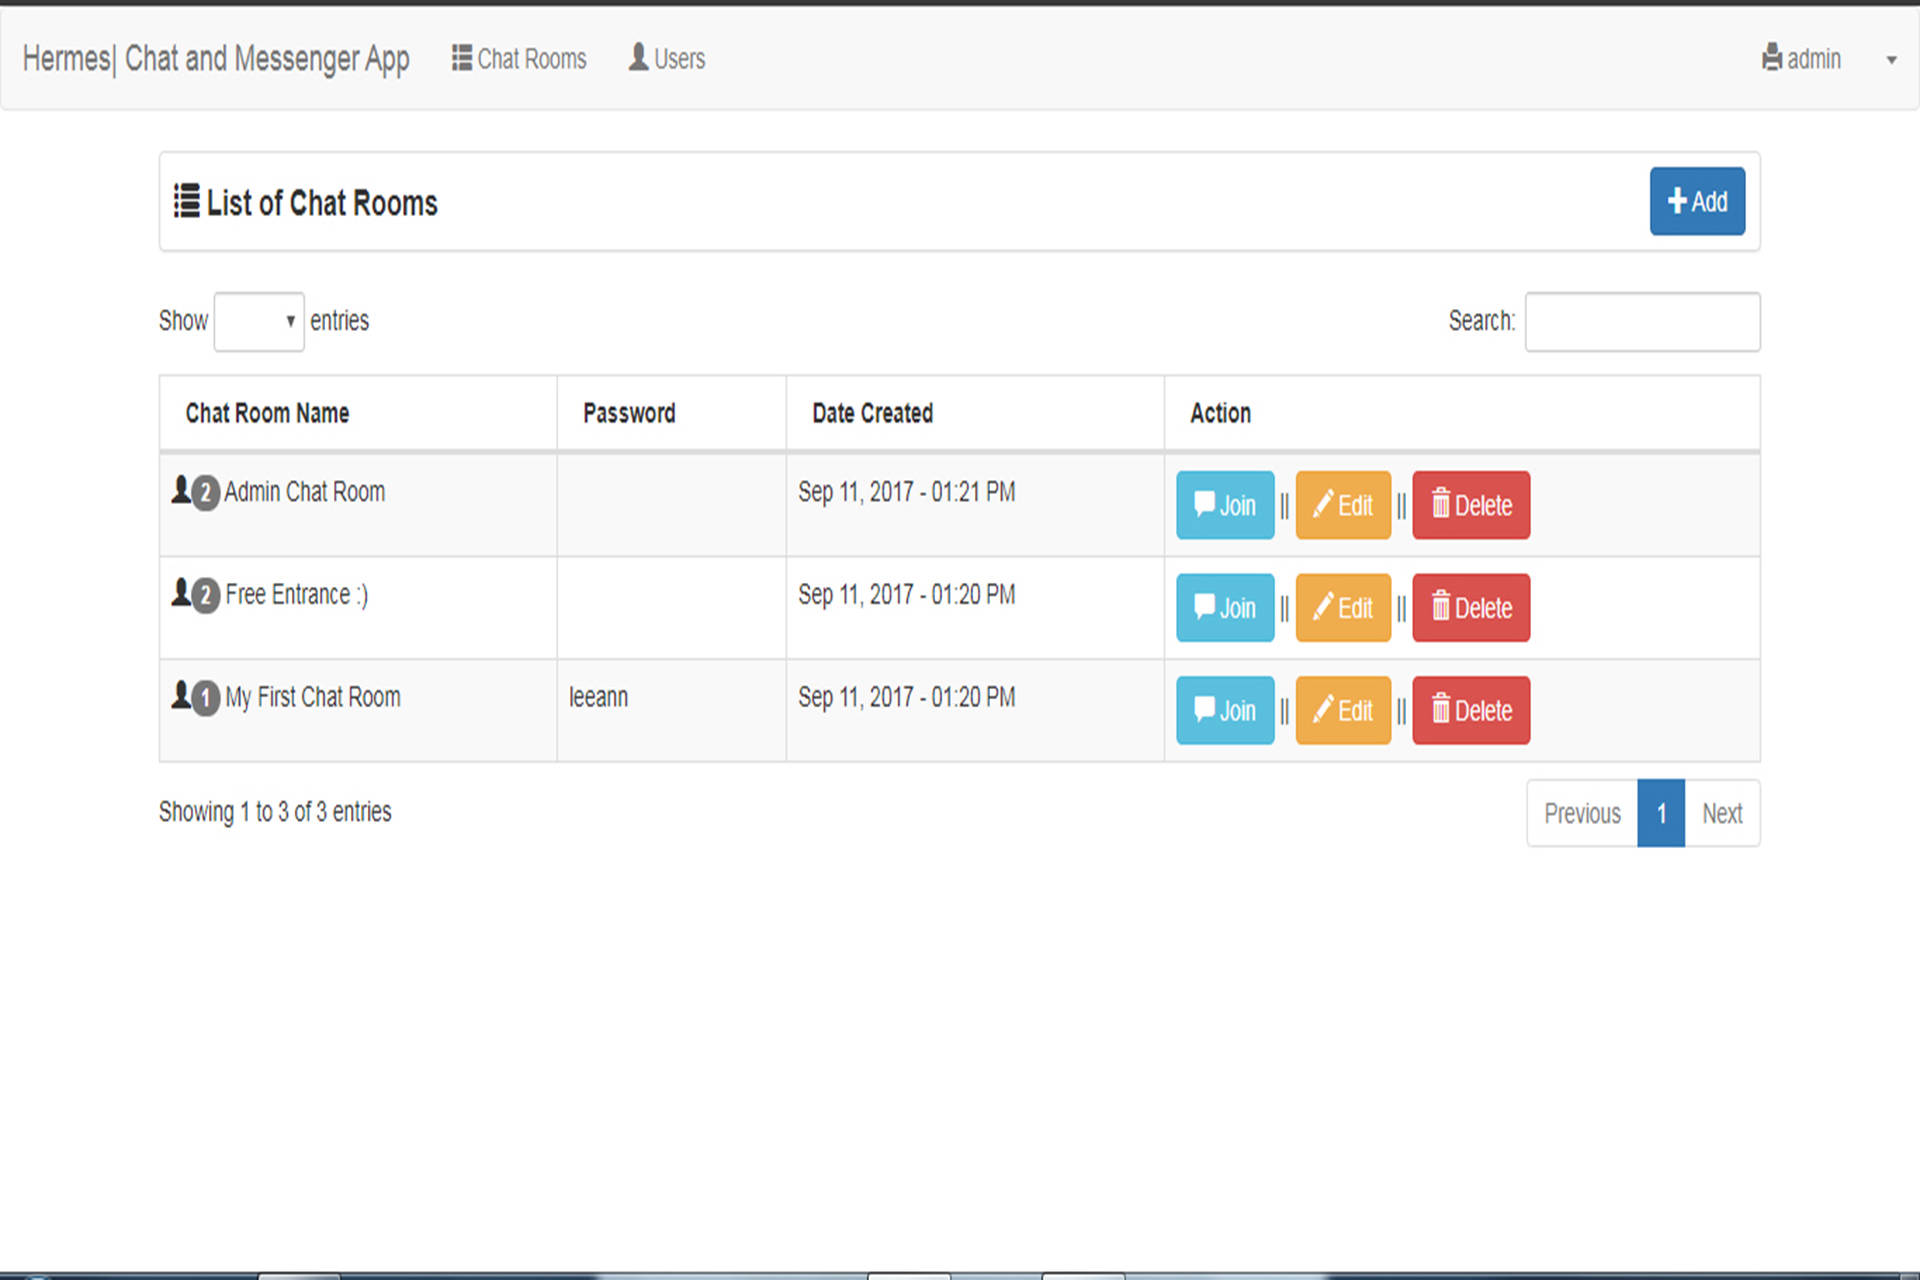 Hermes| Chat and Messenger App Chat Rooms Users admin
List of Chat Rooms Add
Show entries Search:
Chat Room Name Password Date Created Action
2 Admin Chat Room Sep 11, 2017 - 01:21 PM Join || Edit || Delete
2 Free Entrance :) Sep 11, 2017 - 01:20 PM Join || Edit || Delete
1 My First Chat Room leeann Sep 11, 2017 - 01:20 PM Join || Edit || Delete
Showing 1 to 3 of 3 entries Previous 1 Next